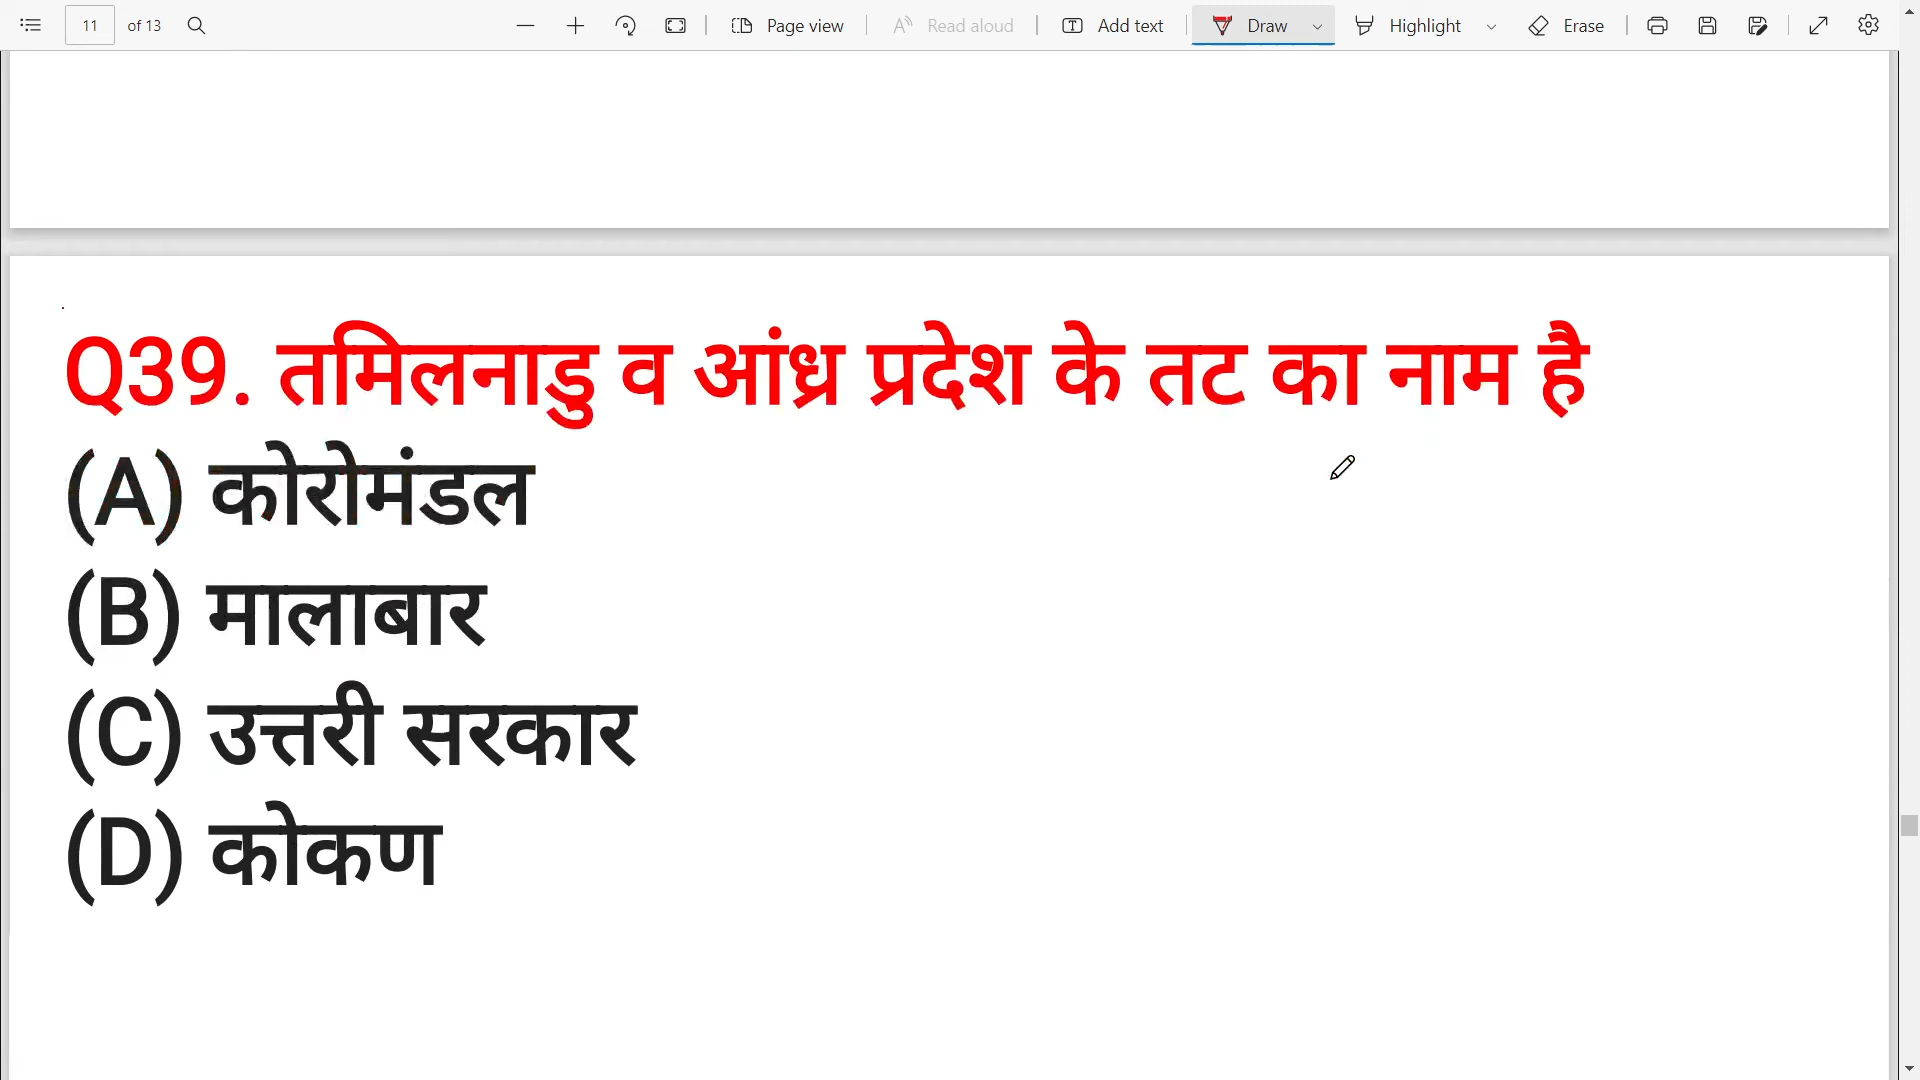 11 of 13 Page view Read aloud Add text Draw Highlight Erase
Q39. तमिलनाडु व आंध्र प्रदेश के तट का नाम है
(A) कोरोमंडल
(B) मालाबार
(C) उत्तरी सरकार
(D) कोकण